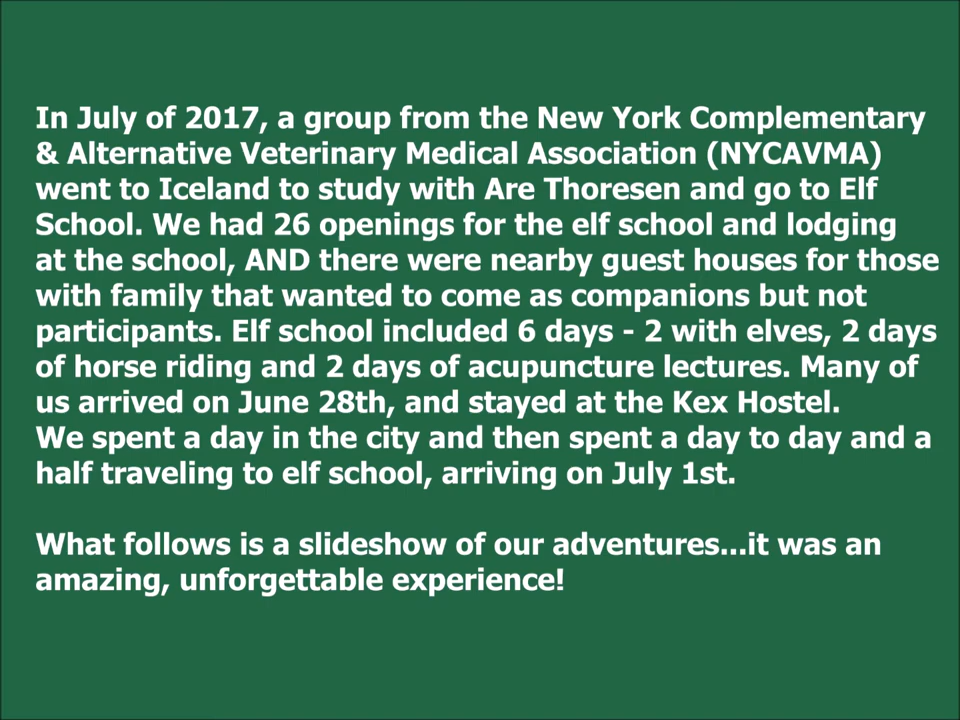 In July of 2017, a group from the New York Complementary
& Alternative Veterinary Medical Association (NYCAVMA)
went to Iceland to study with Are Thoresen and go to Elf
School. We had 26 openings for the elf school and lodging
at the school, AND there were nearby guest houses for those
with family that wanted to come as companions but not
participants. Elf school included 6 days - 2 with elves, 2 days
of horse riding and 2 days of acupuncture lectures. Many of
us arrived on June 28th, and stayed at the Kex Hostel.
We spent a day in the city and then spent a day to day and a
half traveling to elf school, arriving on July 1st.
What follows is a slideshow of our adventures...it was an
amazing, unforgettable experience!